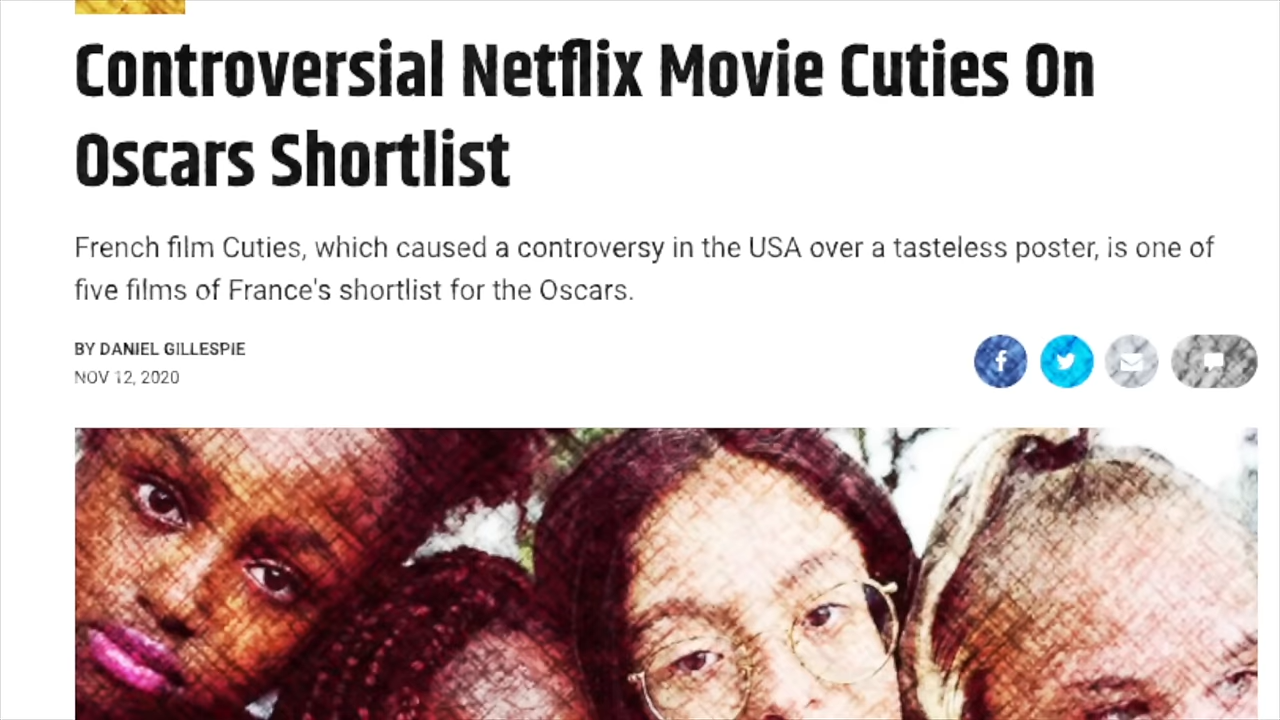 Controversial Netflix Movie Cuties On
Oscars Shortlist
French film Cuties, which caused a controversy in the USA over a tasteless poster, is one of
five films of France's shortlist for the Oscars.
BY DANIEL GILLESPIE
NOV 12, 2020